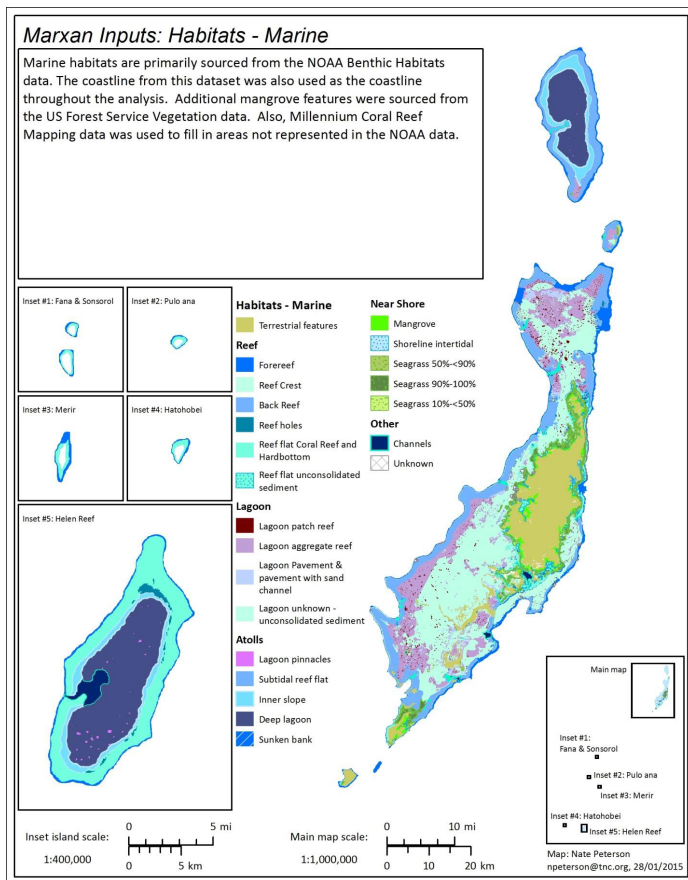 Marxan Inputs: Habitats - Marine
Marine habitats are primarily sourced from the NOAA Benthic Habitats
data. The coastline from this dataset was also used as the coastline
throughout the analysis.  Additional mangrove features were sourced from
the US Forest Service Vegetation data.  Also, Millennium Coral Reef
Mapping data was used to fill in areas not represented in the NOAA data.
Inset #1: Fana & Sonsorol
Inset #2: Pulo ana
Inset #3: Merir
Inset #4: Hatohobei
Inset #5: Helen Reef
Habitats - Marine
Terrestrial features
Reef
Forereef
Reef Crest
Back Reef
Reef holes
Reef flat Coral Reef and
Hardbottom
Reef flat unconsolidated
sediment
Lagoon
Lagoon patch reef
Lagoon aggregate reef
Lagoon Pavement &
pavement with sand
channel
Lagoon unknown -
unconsolidated sediment
Atolls
Lagoon pinnacles
Subtidal reef flat
Inner slope
Deep lagoon
Sunken bank
Near Shore
Mangrove
Shoreline intertidal
Seagrass 50%-<90%
Seagrass 90%-100%
Seagrass 10%-<50%
Other
Channels
Unknown
Main map
Inset #1:
Fana & Sonsorol
Inset #2: Pulo ana
Inset #3: Merir
Inset #4: Hatohobei
Inset #5: Helen Reef
Inset island scale:
1:400,000
0 5 mi
0 5 km
Main map scale:
1:1,000,000
0 10 mi
0 10 20 km
Map: Nate Peterson
npeterson@tnc.org, 28/01/2015